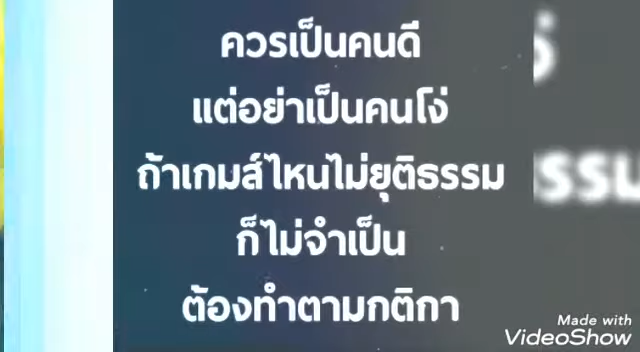 ควรเป็นคนดี
แต่อย่าเป็นคนโง่
ถ้าเกมส์ไหนไม่ยุติธรรม
ก็ไม่จำเป็น
ต้องทำตามกติกา
Made with
VideoShow